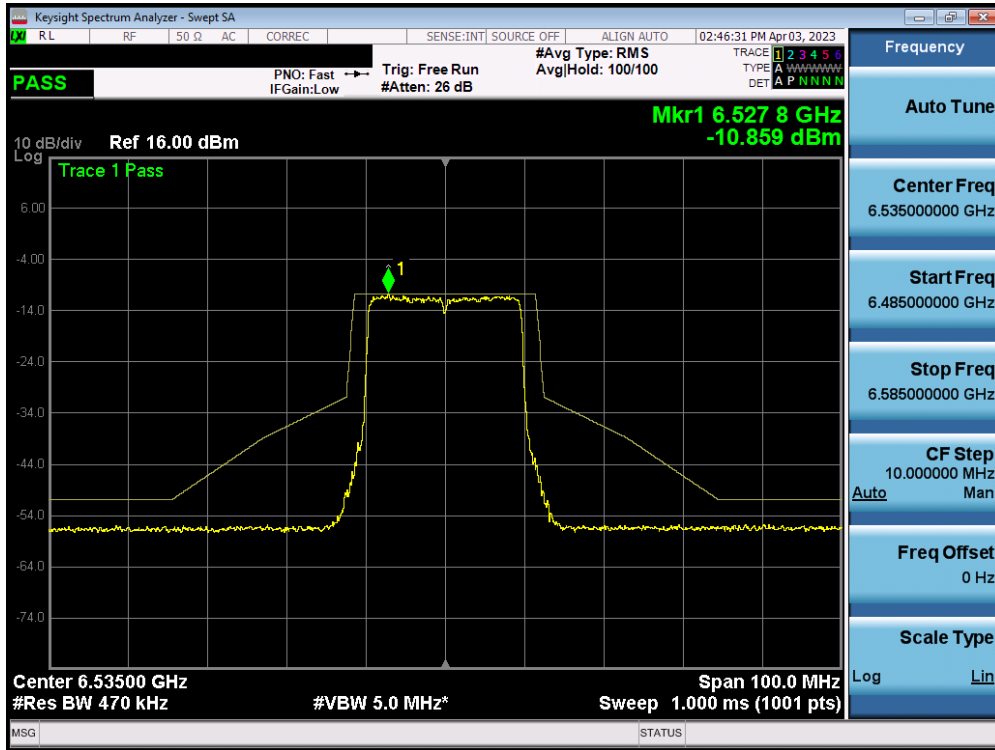 Keysight Spectrum Analyzer - Swept SA
LXI RL RF 50 Ω AC CORREC SENSE:INT SOURCE OFF ALIGN AUTO 02:46:31 PM Apr 03, 2023
PASS
PNO: Fast
IFGain:Low
Trig: Free Run
#Atten: 26 dB
#Avg Type: RMS
Avg|Hold: 100/100
TRACE 1 2 3 4 5 6
TYPE A WWWWW
DET A P N N N N
Mkr1 6.527 8 GHz
-10.859 dBm
10 dB/div Ref 16.00 dBm
Log
Trace 1 Pass
1
6.00
-4.00
-14.0
-24.0
-34.0
-44.0
-54.0
-64.0
-74.0
Center 6.53500 GHz
Span 100.0 MHz
#Res BW 470 kHz
#VBW 5.0 MHz*
Sweep 1.000 ms (1001 pts)
MSG
STATUS
Frequency
Auto Tune
Center Freq
6.535000000 GHz
Start Freq
6.485000000 GHz
Stop Freq
6.585000000 GHz
CF Step
10.000000 MHz
Auto Man
Freq Offset
0 Hz
Scale Type
Log Lin